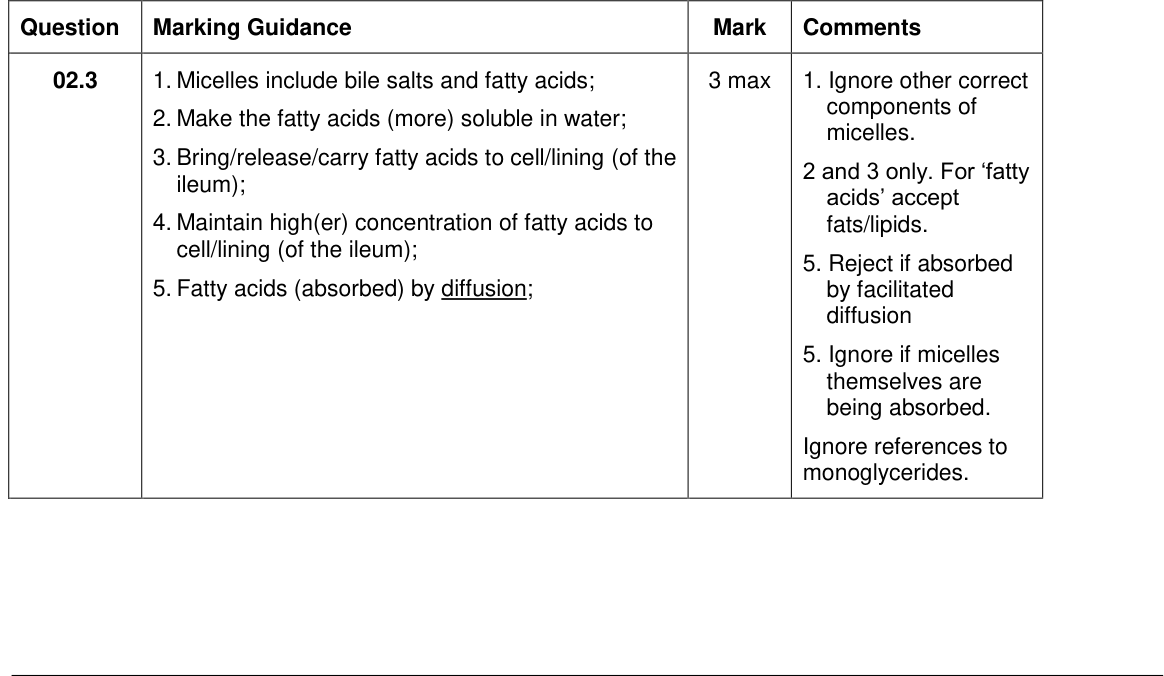 Question Marking Guidance Mark Comments
02.3
1. Micelles include bile salts and fatty acids;
2. Make the fatty acids (more) soluble in water;
3. Bring/release/carry fatty acids to cell/lining (of the
ileum);
4. Maintain high(er) concentration of fatty acids to
cell/lining (of the ileum);
5. Fatty acids (absorbed) by diffusion;
3 max
1. Ignore other correct
components of
micelles.
2 and 3 only. For ‘fatty
acids’ accept
fats/lipids.
5. Reject if absorbed
by facilitated
diffusion
5. Ignore if micelles
themselves are
being absorbed.
Ignore references to
monoglycerides.